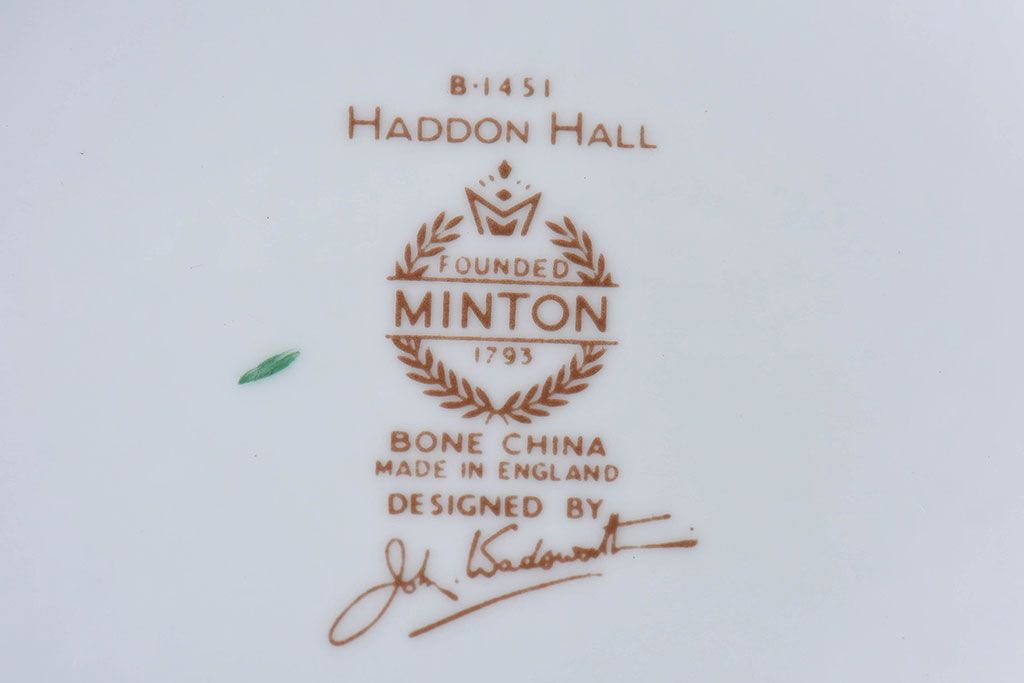 B·1451
HADDON HALL
FOUNDED
MINTON
1793
BONE CHINA
MADE IN ENGLAND
DESIGNED BY
John Wadsworth